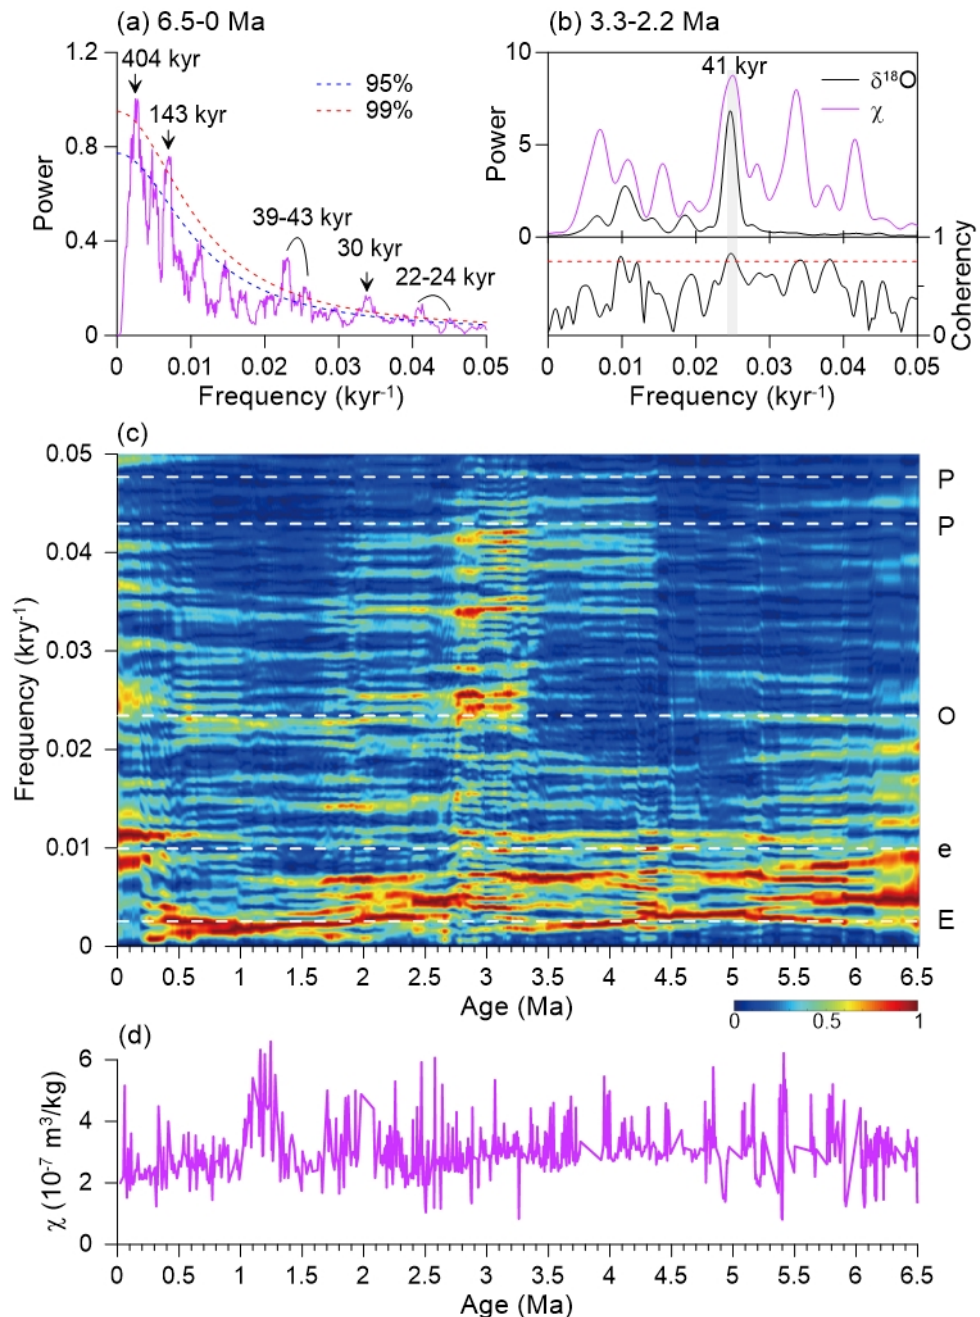 (a) 6.5-0 Ma
1.2
0.8
0.4
0
Power
404 kyr
143 kyr
95%
99%
39-43 kyr
30 kyr
22-24 kyr
0 0.01 0.02 0.03 0.04 0.05
Frequency (kyr⁻¹)
(b) 3.3-2.2 Ma
10
5
0
Power
41 kyr
δ¹⁸O
χ
1
0
Coherency
0 0.01 0.02 0.03 0.04 0.05
Frequency (kyr⁻¹)
(c)
0.05
0.04
0.03
0.02
0.01
0
Frequency (kry⁻¹)
P
P
O
e
E
0 0.5 1 1.5 2 2.5 3 3.5 4 4.5 5 5.5 6 6.5
Age (Ma)
0 0.5 1
(d)
6
4
2
0
χ (10⁻⁷ m³/kg)
0 0.5 1 1.5 2 2.5 3 3.5 4 4.5 5 5.5 6 6.5
Age (Ma)